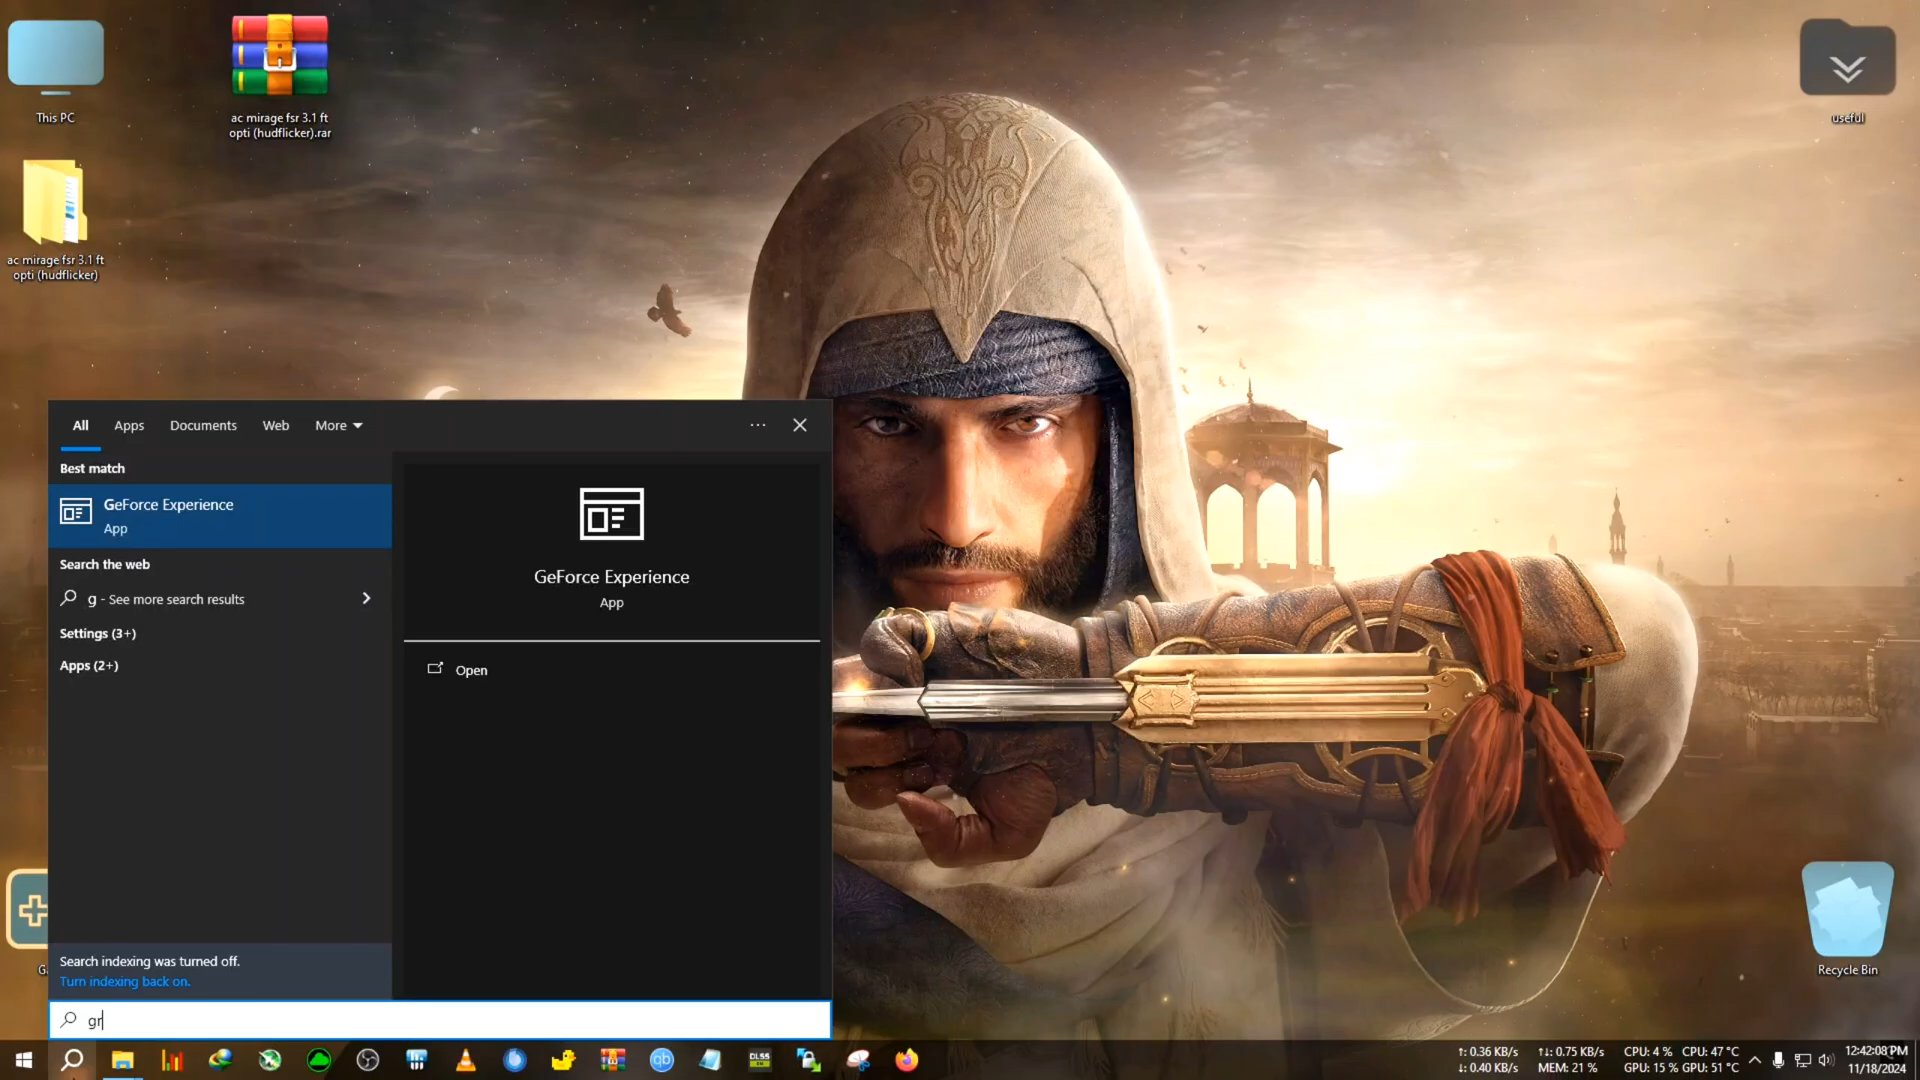 This PC
ac mirage fsr 3.1 ft
opti (hudflicker).rar
useful
ac mirage fsr 3.1 ft
opti (hudflicker)
All
Apps
Documents
Web
More
Best match
GeForce Experience
App
Search the web
g - See more search results
Settings (3+)
Apps (2+)
GeForce Experience
App
Open
Search indexing was turned off.
Turn indexing back on.
gr
Recycle Bin
qb
DLSS
↑: 0.36 KB/s
↓: 0.40 KB/s
↑↓: 0.75 KB/s
MEM: 21 %
CPU: 4 %
GPU: 15 %
CPU: 47 °C
GPU: 51 °C
12:42:08 PM
11/18/2024